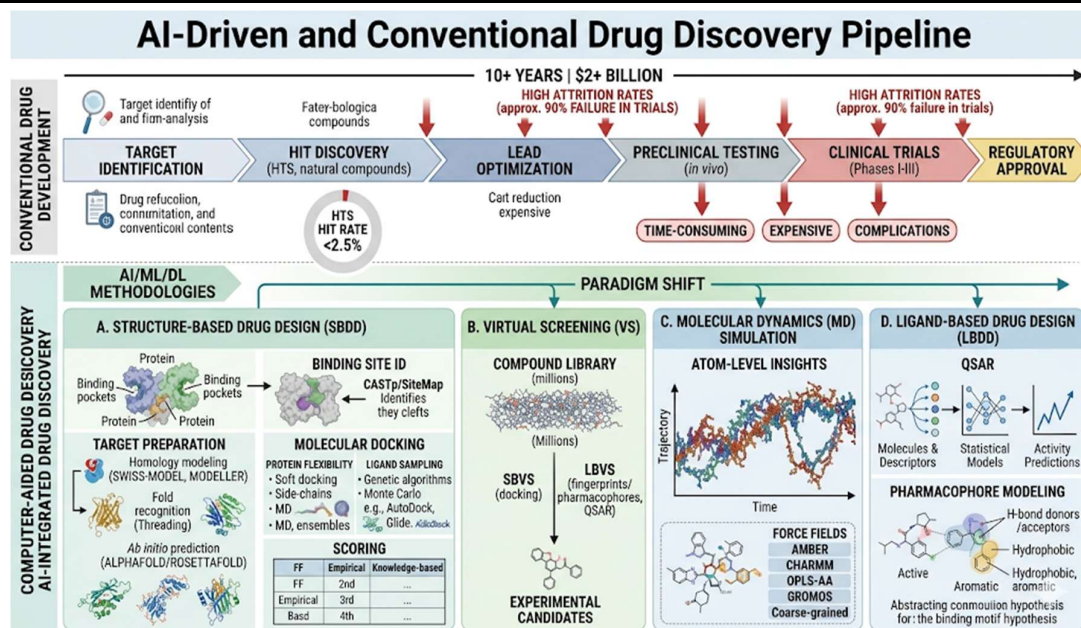 AI-Driven and Conventional Drug Discovery Pipeline
10+ YEARS | $2+ BILLION
CONVENTIONAL DRUG
DEVELOPMENT
Target identifiy of
and fiɪm-analysis
Fateɪy-bologica
compounds
HIGH ATTRITION RATES
(approx. 90% FAILURE IN TRIALS)
HIGH ATTRITION RATES
(approx. 90% failure in trials)
TARGET
IDENTIFICATION
HIT DISCOVERY
(HTS, natural compounds)
LEAD
OPTIMIZATION
PRECLINICAL TESTING
(in vivo)
CLINICAL TRIALS
(Phases I-III)
REGULATORY
APPROVAL
Drug refucolion,
connɪmitation, and
conventicoɪl contents
HTS
HIT RATE
<2.5%
Caɪt reduction
expensive
TIME-CONSUMING
EXPENSIVE
COMPLICATIONS
COMPUTER-AIDED DRUG DESICOVERY
AI-INTEGRATED DRUG DISCOVERY
AI/ML/DL
METHODOLOGIES
PARADIGM SHIFT
A. STRUCTURE-BASED DRUG DESIGN (SBDD)
Protein
Binding
pockets
Binding
pockets
Protein
Protein
BINDING SITE ID
CASTp/SiteMap
Identifies
they clefts
TARGET PREPARATION
Homology modeling
(SWISS-MODEL, MODELLER)
Fold
recognition
(Threading)
Ab initio prediction
(ALPHAFOLD/ROSETTAFOLD)
MOLECULAR DOCKING
PROTEIN FLEXIBILITY
• Soft docking
• Side-chains
• MD
• MD, ensembles
LIGAND SAMPLING
• Genetic algorithms
• Monte Carlo
e.g., AutoDock,
Glide.
SCORING
FF Empirical Knowledge-based
FF 2nd ...
Empirical 3rd ...
Basd 4th ...
B. VIRTUAL SCREENING (VS)
COMPOUND LIBRARY
(millions)
(Millions)
SBVS
(docking)
LBVS
(fingerprints/
pharmacophores,
QSAR)
EXPERIMENTAL
CANDIDATES
C. MOLECULAR DYNAMICS (MD)
SIMULATION
ATOM-LEVEL INSIGHTS
Trajectory
Time
FORCE FIELDS
AMBER
CHARMM
OPLS-AA
GROMOS
Coarse-grained
D. LIGAND-BASED DRUG DESIGN
(LBDD)
QSAR
Molecules &
Descriptors
Statistical
Models
Activity
Predictions
PHARMACOPHORE MODELING
H-bond donors
/acceptors
Hydrophobic
Hydrophobic,
aromatic
Active
Aromatic
Abstracting conmoulion hypothesis
for: the binding motif hypothesis